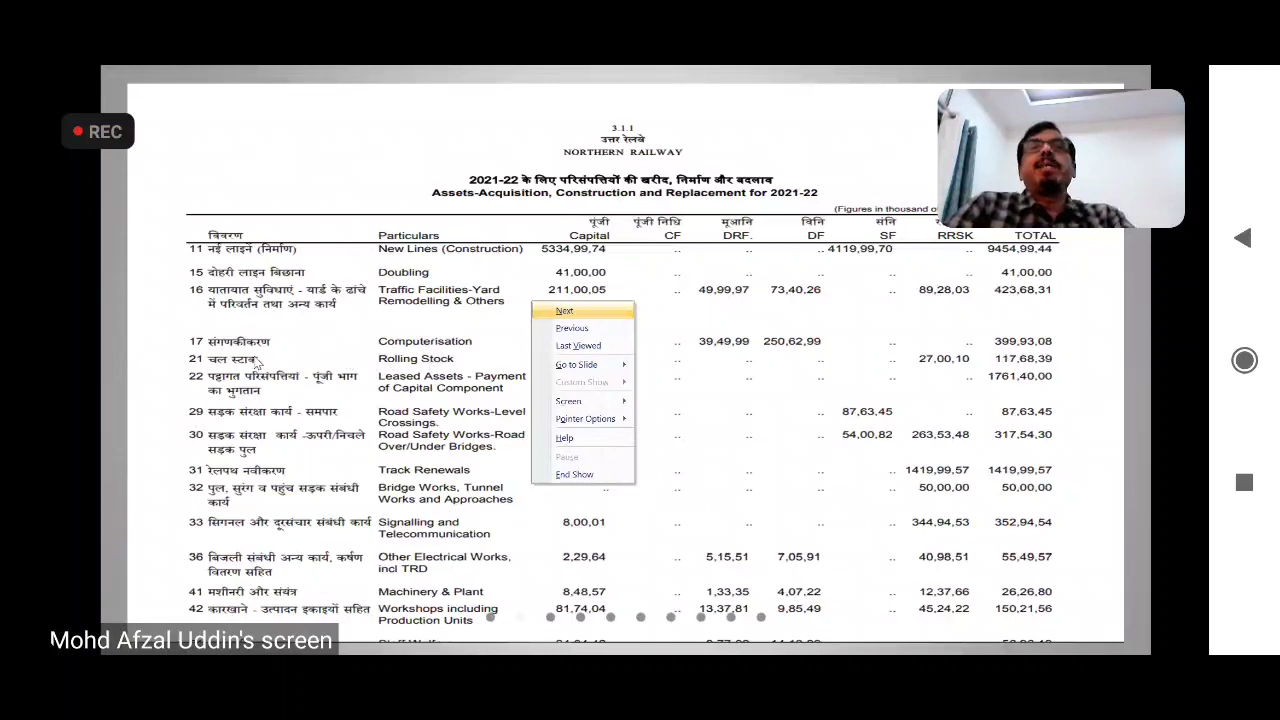 REC
3.1.1
उत्तर रेलवे
NORTHERN RAILWAY
2021-22 के लिए परिसंपत्तियों की खरीद, निर्माण और बदलाव
Assets-Acquisition, Construction and Replacement for 2021-22
(Figures in thousand
पूंजी पूंजी निधि मूआनि विनि संनि
विवरण Particulars Capital CF DRF. DF SF RRSK TOTAL
11 नई लाइनें (निर्माण) New Lines (Construction) 5334,99,74 .. .. .. 4119,99,70 .. 9454,99,44
15 दोहरी लाइन बिछाना Doubling 41,00,00 .. .. .. .. .. 41,00,00
16 यातायात सुविधाएं - यार्ड के ढांचे Traffic Facilities-Yard 211,00,05 .. 49,99,97 73,40,26 .. 89,28,03 423,68,31
में परिवर्तन तथा अन्य कार्य Remodelling & Others
Next
Previous
17 संगणकीकरण Computerisation .. 39,49,99 250,62,99 .. .. 399,93,08
Last Viewed
21 चल स्टाक Rolling Stock .. .. .. .. 27,00,10 117,68,39
Go to Slide
22 पट्टागत परिसंपत्तियां - पूंजी भाग Leased Assets - Payment .. .. .. .. .. 1761,40,00
का भुगतान of Capital Component
Custom Show
Screen
29 सड़क संरक्षा कार्य - समपार Road Safety Works-Level .. .. .. 87,63,45 .. 87,63,45
Crossings.
Pointer Options
30 सड़क संरक्षा कार्य -ऊपरी/निचले Road Safety Works-Road .. .. .. 54,00,82 263,53,48 317,54,30
सड़क पुल Over/Under Bridges.
Help
Pause
31 रेलपथ नवीकरण Track Renewals .. .. .. .. 1419,99,57 1419,99,57
End Show
32 पुल, सुरंग व पहुंच सड़क संबंधी Bridge Works, Tunnel .. .. .. .. .. 50,00,00 50,00,00
कार्य Works and Approaches
33 सिगनल और दूरसंचार संबंधी कार्य Signalling and 8,00,01 .. .. .. .. 344,94,53 352,94,54
Telecommunication
36 बिजली संबंधी अन्य कार्य, कर्षण Other Electrical Works, 2,29,64 .. 5,15,51 7,05,91 .. 40,98,51 55,49,57
वितरण सहित incl TRD
41 मशीनरी और संयंत्र Machinery & Plant 8,48,57 .. 1,33,35 4,07,22 .. 12,37,66 26,26,80
42 कारखाने - उत्पादन इकाइयों सहित Workshops including 81,74,04 .. 13,37,81 9,85,49 .. 45,24,22 150,21,56
Production Units
Mohd Afzal Uddin's screen